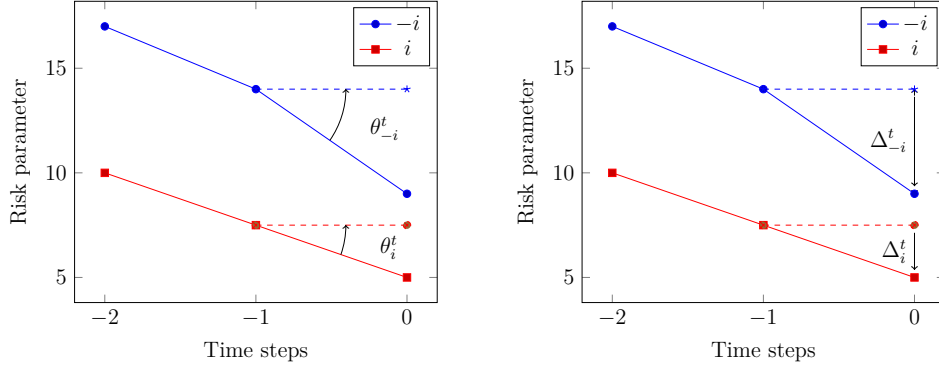 −i
i
15
10
5
θ^t_{−i}
θ^t_i
−2
−1
0
Time steps
Risk parameter
−i
i
15
10
5
Δ^t_{−i}
Δ^t_i
−2
−1
0
Time steps
Risk parameter